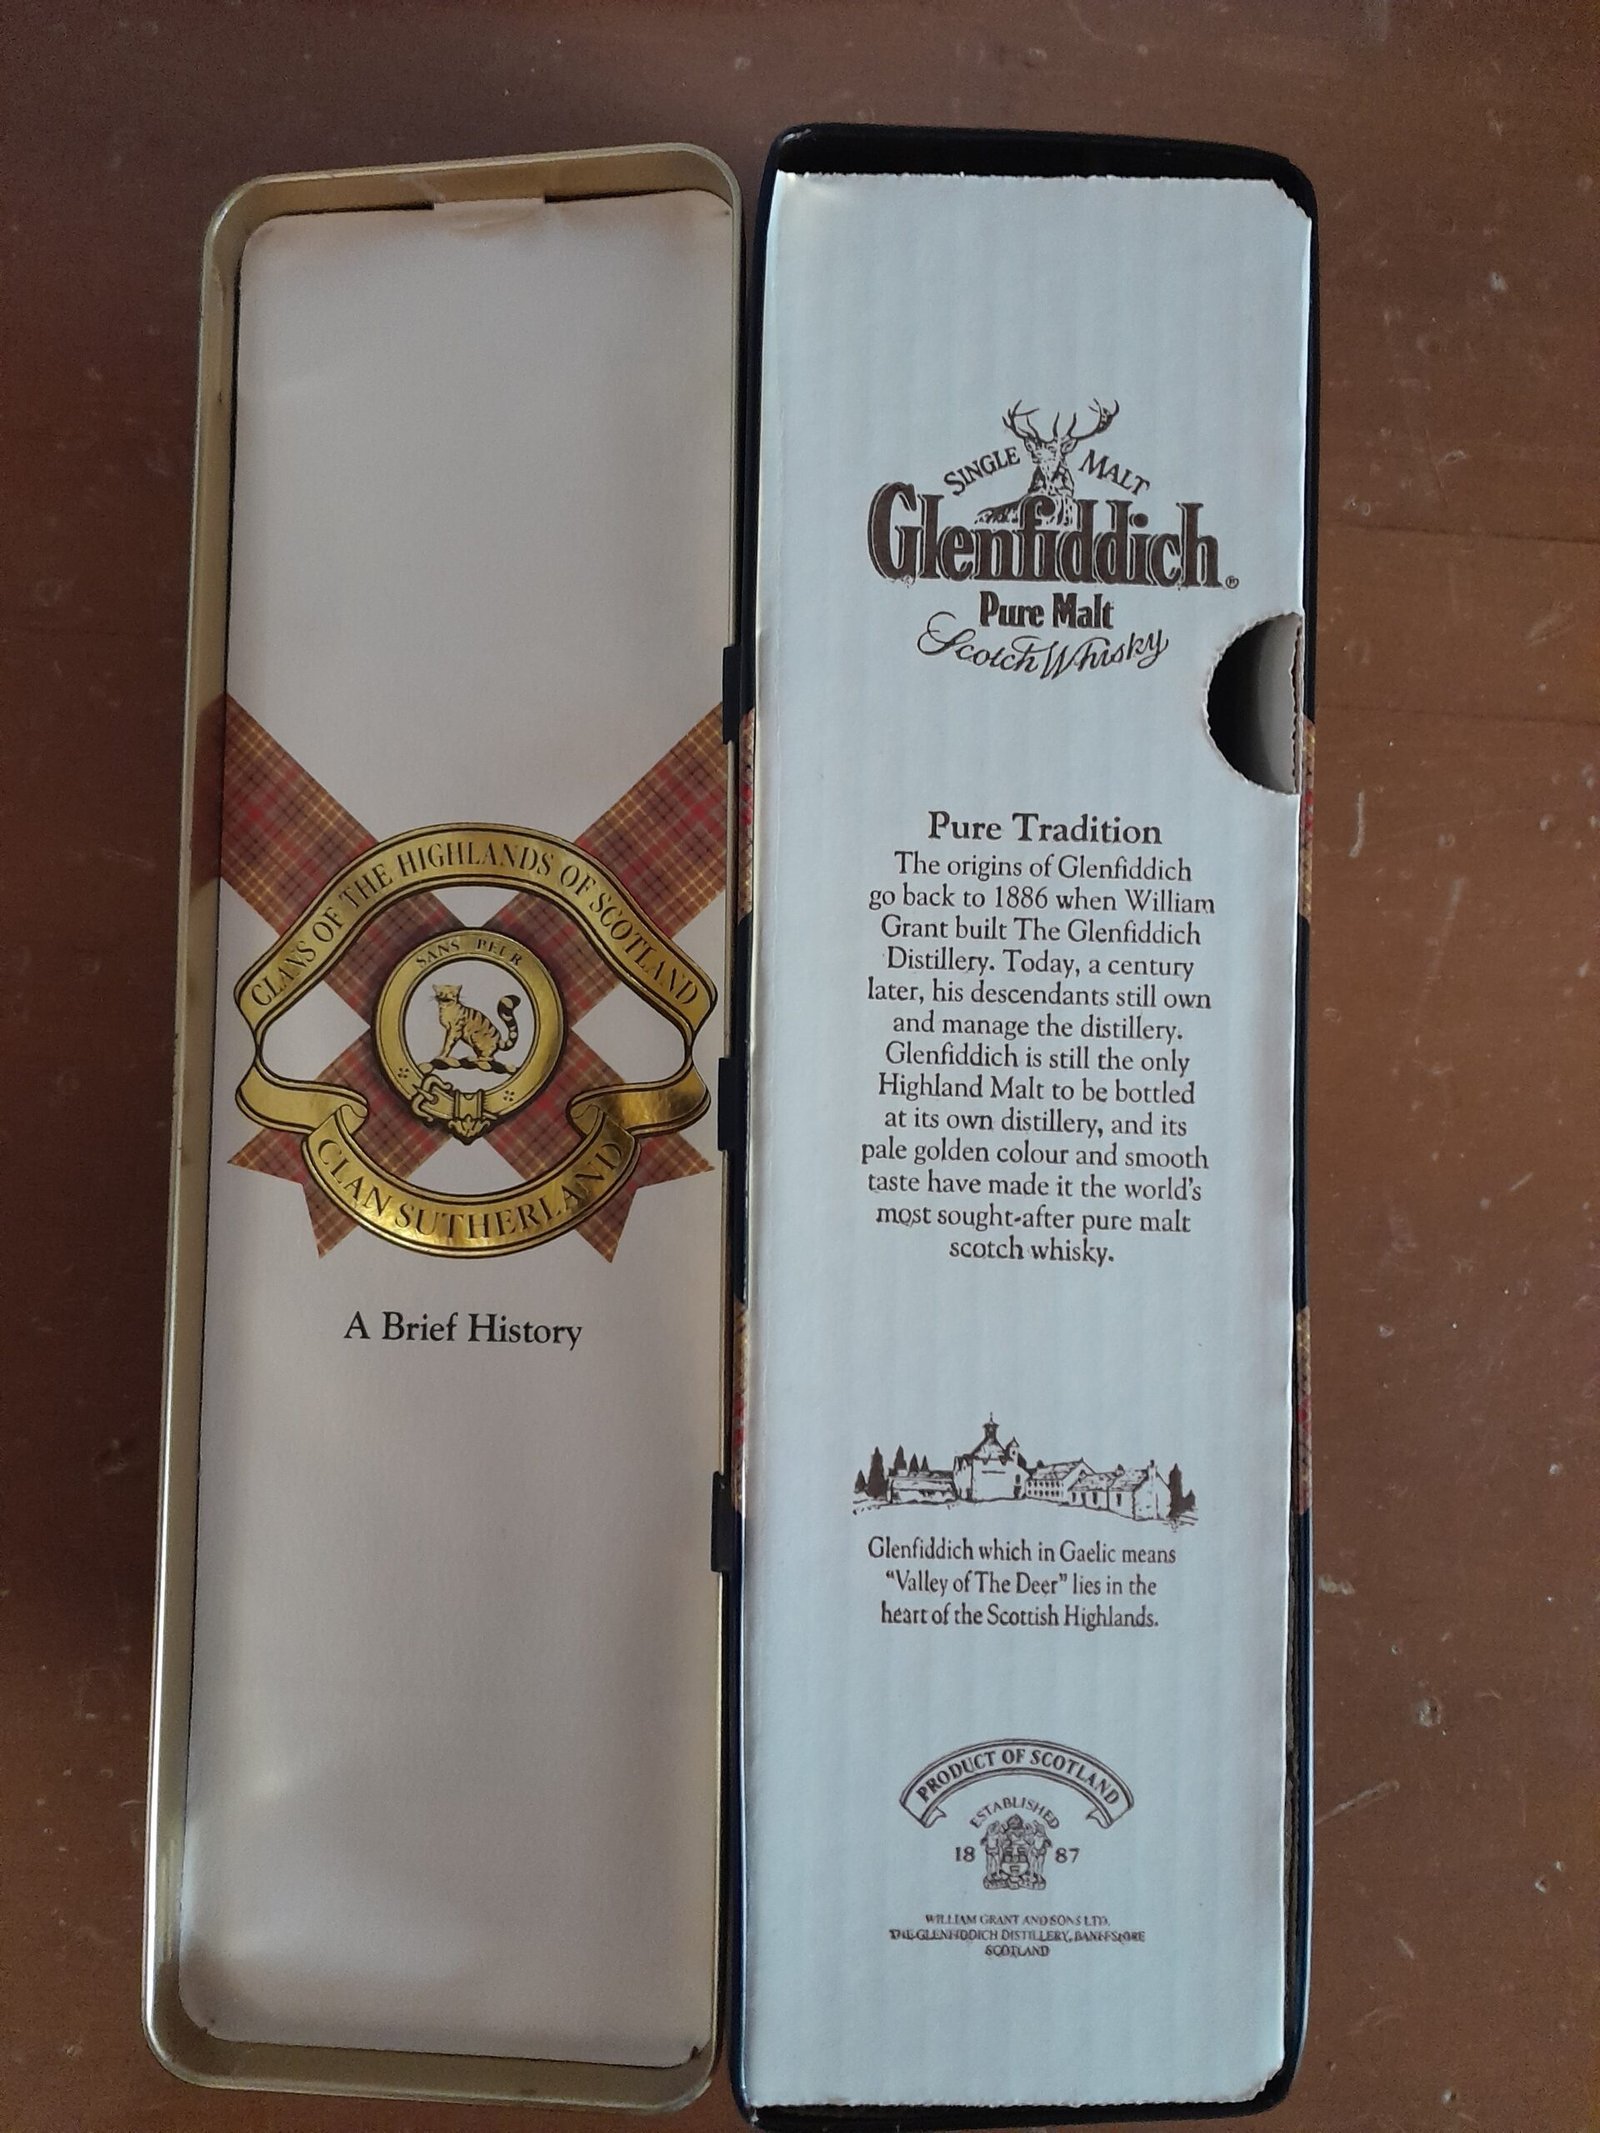 CLANS OF THE HIGHLANDS OF SCOTLAND
SANS PEUR
CLAN SUTHERLAND
A Brief History
SINGLE MALT
Glenfiddich®
Pure Malt
Scotch Whisky
Pure Tradition
The origins of Glenfiddich
go back to 1886 when William
Grant built The Glenfiddich
Distillery. Today, a century
later, his descendants still own
and manage the distillery.
Glenfiddich is still the only
Highland Malt to be bottled
at its own distillery, and its
pale golden colour and smooth
taste have made it the world's
most sought-after pure malt
scotch whisky.
Glenfiddich which in Gaelic means
“Valley of The Deer” lies in the
heart of the Scottish Highlands.
PRODUCT OF SCOTLAND
ESTABLISHED
18 87
WILLIAM GRANT AND SONS LTD.
THE GLENFIDDICH DISTILLERY, BANFFSHIRE
SCOTLAND